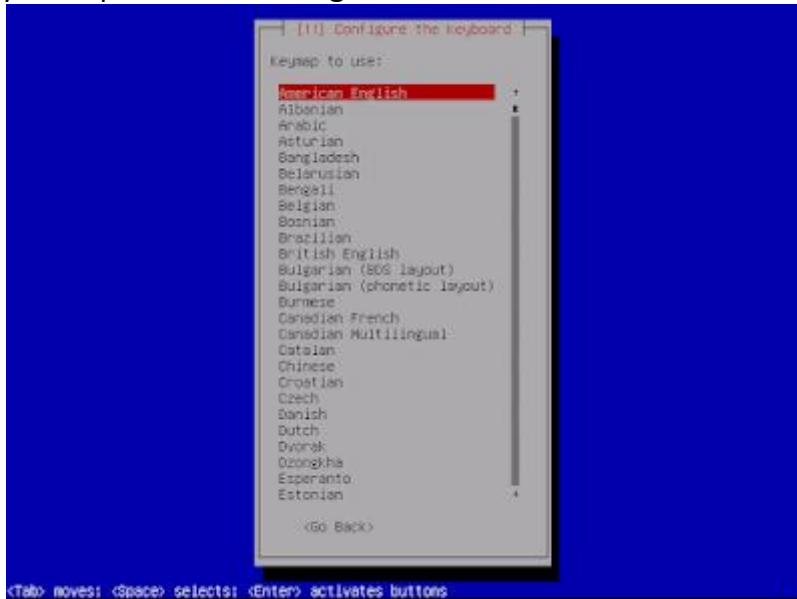 [!!] Configure the keyboard
Keymap to use:
American English
Albanian
Arabic
Asturian
Bangladesh
Belarusian
Bengali
Belgian
Bosnian
Brazilian
British English
Bulgarian (BDS layout)
Bulgarian (phonetic layout)
Burmese
Canadian French
Canadian Multilingual
Catalan
Chinese
Croatian
Czech
Danish
Dutch
Dvorak
Dzongkha
Esperanto
Estonian
<Go Back>
<Tab> moves; <Space> selects; <Enter> activates buttons